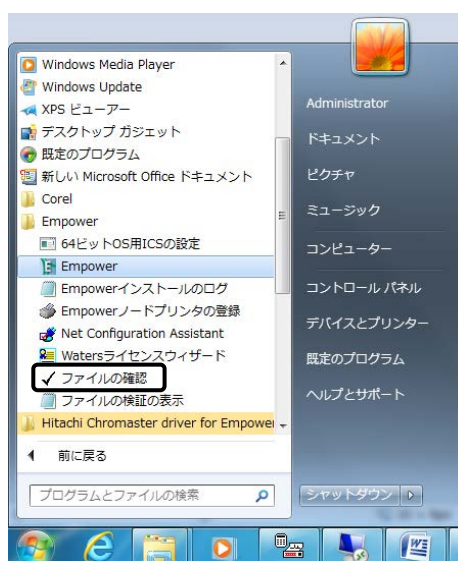 Windows Media Player
Windows Update
XPS ビューアー
デスクトップ ガジェット
既定のプログラム
新しい Microsoft Office ドキュメント
Corel
Empower
64ビットOS用ICSの設定
Empower
Empowerインストールのログ
Empowerノードプリンタの登録
Net Configuration Assistant
Watersライセンスウィザード
ファイルの確認
ファイルの検証の表示
Hitachi Chromaster driver for Empower
前に戻る
プログラムとファイルの検索
Administrator
ドキュメント
ピクチャ
ミュージック
コンピューター
コントロール パネル
デバイスとプリンター
既定のプログラム
ヘルプとサポート
シャットダウン